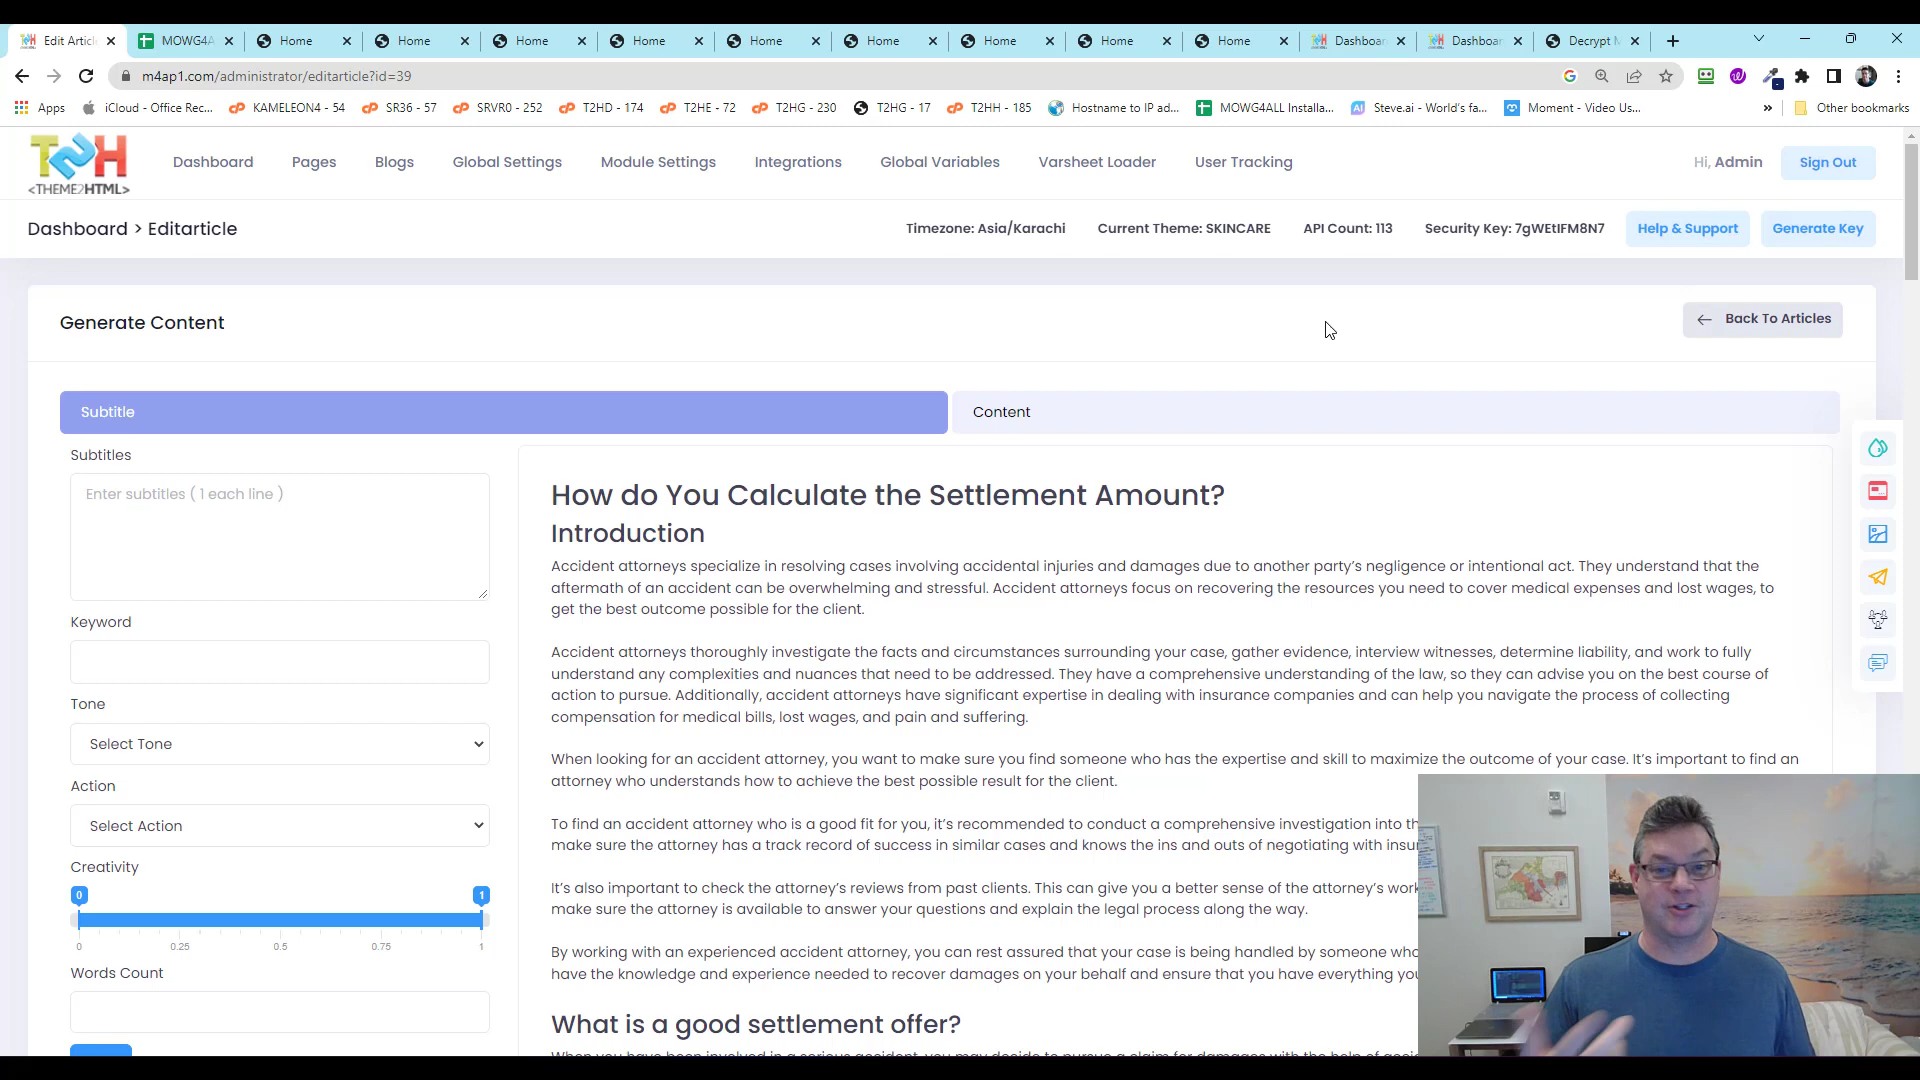 Edit Artic
MOWG4A
Home
Home
Home
Home
Home
Home
Home
Home
Home
Dashboa
Dashboa
Decrypt M
m4ap1.com/administrator/editarticle?id=39
Apps
iCloud - Office Rec...
KAMELEON4 - 54
SR36 - 57
SRVR0 - 252
T2HD - 174
T2HE - 72
T2HG - 230
T2HG - 17
T2HH - 185
Hostname to IP ad...
MOWG4ALL Installa...
Steve.ai - World's fa...
Moment - Video Us...
»
Other bookmarks
T2H
<THEME2HTML>
Dashboard
Pages
Blogs
Global Settings
Module Settings
Integrations
Global Variables
Varsheet Loader
User Tracking
Hi, Admin
Sign Out
Dashboard > Editarticle
Timezone: Asia/Karachi
Current Theme: SKINCARE
API Count: 113
Security Key: 7gWEtIFM8N7
Help & Support
Generate Key
Generate Content
Back To Articles
Subtitle
Content
Subtitles
Enter subtitles ( 1 each line )
Keyword
Tone
Select Tone
Action
Select Action
Creativity
0
1
0
0.25
0.5
0.75
1
Words Count
How do You Calculate the Settlement Amount?
Introduction
Accident attorneys specialize in resolving cases involving accidental injuries and damages due to another party's negligence or intentional act. They understand that the
aftermath of an accident can be overwhelming and stressful. Accident attorneys focus on recovering the resources you need to cover medical expenses and lost wages, to
get the best outcome possible for the client.
Accident attorneys thoroughly investigate the facts and circumstances surrounding your case, gather evidence, interview witnesses, determine liability, and work to fully
understand any complexities and nuances that need to be addressed. They have a comprehensive understanding of the law, so they can advise you on the best course of
action to pursue. Additionally, accident attorneys have significant expertise in dealing with insurance companies and can help you navigate the process of collecting
compensation for medical bills, lost wages, and pain and suffering.
When looking for an accident attorney, you want to make sure you find someone who has the expertise and skill to maximize the outcome of your case. It's important to find an
attorney who understands how to achieve the best possible result for the client.
To find an accident attorney who is a good fit for you, it's recommended to conduct a comprehensive investigation into th
make sure the attorney has a track record of success in similar cases and knows the ins and outs of negotiating with insu
It's also important to check the attorney's reviews from past clients. This can give you a better sense of the attorney's work
make sure the attorney is available to answer your questions and explain the legal process along the way.
By working with an experienced accident attorney, you can rest assured that your case is being handled by someone who
have the knowledge and experience needed to recover damages on your behalf and ensure that you have everything you
What is a good settlement offer?